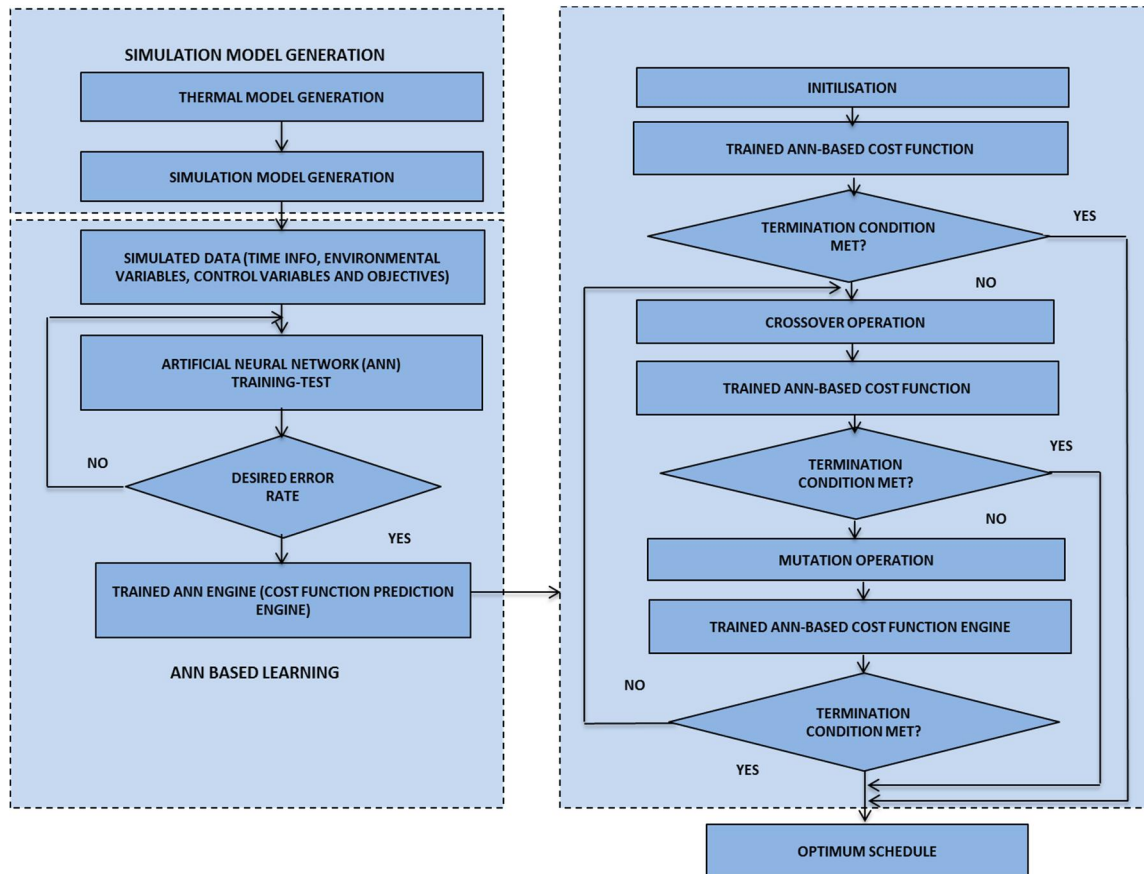 SIMULATION MODEL GENERATION
THERMAL MODEL GENERATION
SIMULATION MODEL GENERATION
SIMULATED DATA (TIME INFO, ENVIRONMENTAL
VARIABLES, CONTROL VARIABLES AND OBJECTIVES)
ARTIFICIAL NEURAL NETWORK (ANN)
TRAINING-TEST
NO
DESIRED ERROR
RATE
YES
TRAINED ANN ENGINE (COST FUNCTION PREDICTION
ENGINE)
ANN BASED LEARNING
INITILISATION
TRAINED ANN-BASED COST FUNCTION
YES
TERMINATION CONDITION
MET?
NO
CROSSOVER OPERATION
TRAINED ANN-BASED COST FUNCTION
YES
TERMINATION
CONDITION MET?
NO
MUTATION OPERATION
TRAINED ANN-BASED COST FUNCTION ENGINE
NO
TERMINATION
CONDITION MET?
YES
OPTIMUM SCHEDULE